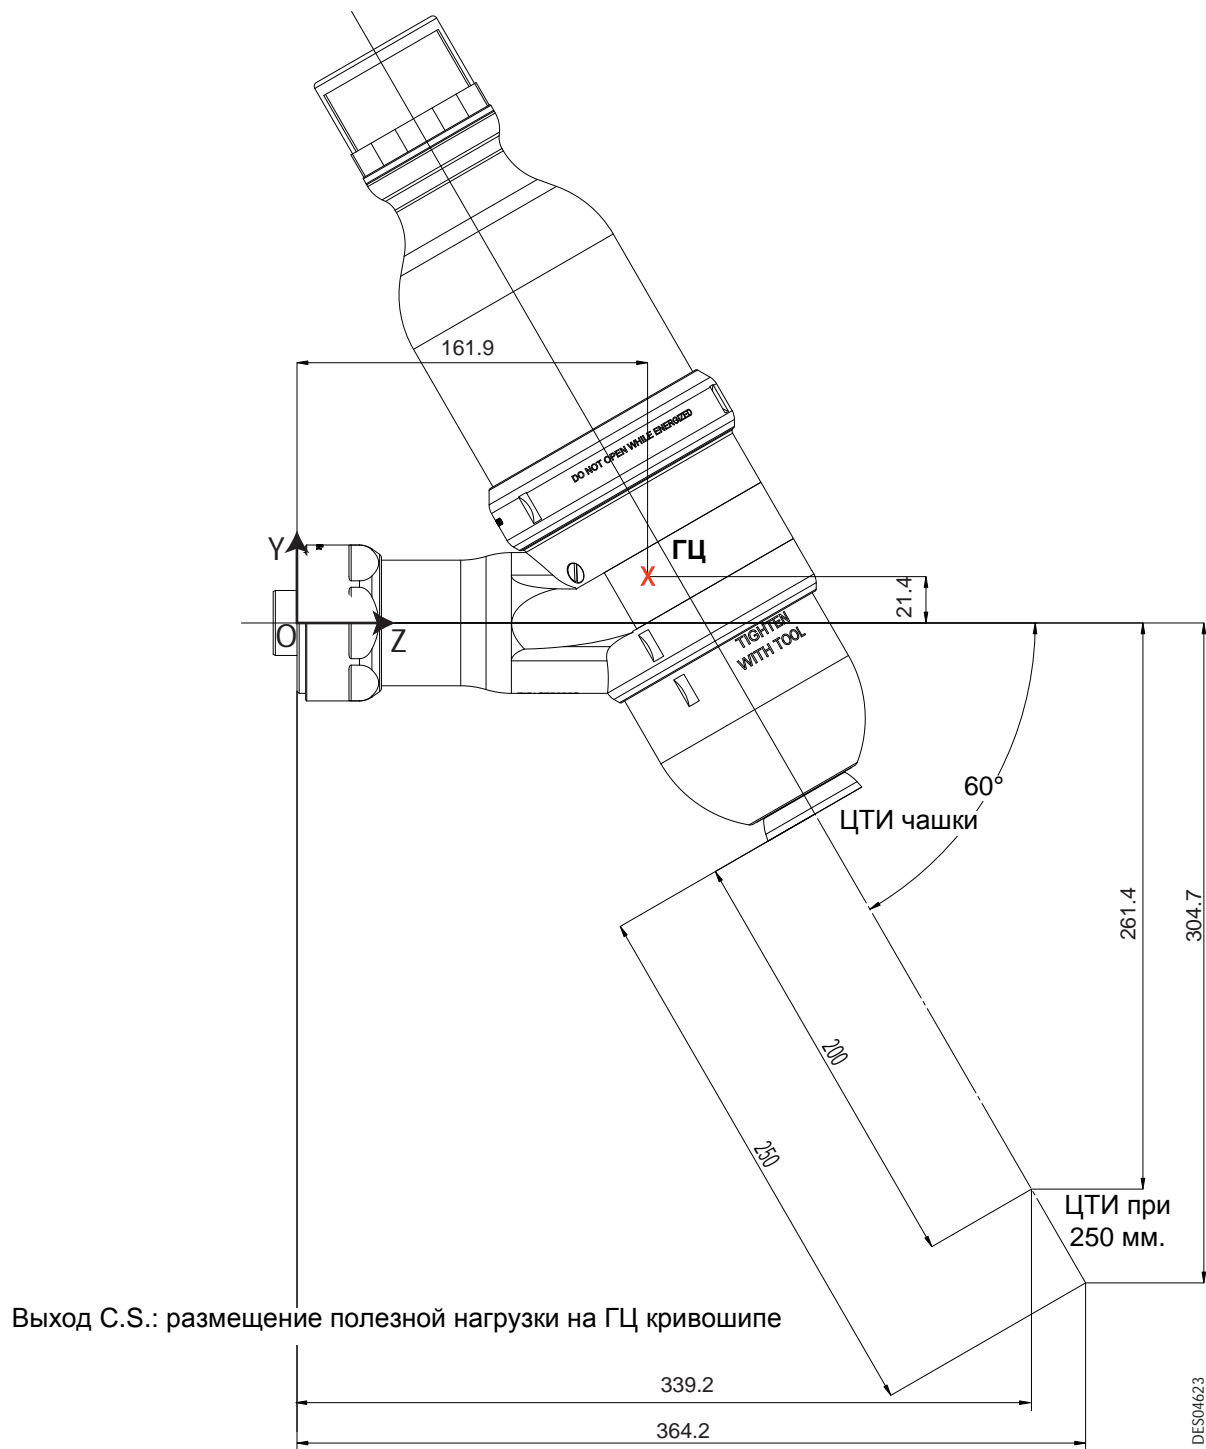 161.9
DO NOT OPEN WHILE ENERGIZED
Y
ГЦ
X
21.4
O
Z
TIGHTEN
WITH TOOL
60°
ЦТИ чашки
261.4
304.7
200
250
ЦТИ при
250 мм.
Выход C.S.: размещение полезной нагрузки на ГЦ кривошипе
339.2
364.2
DES04623